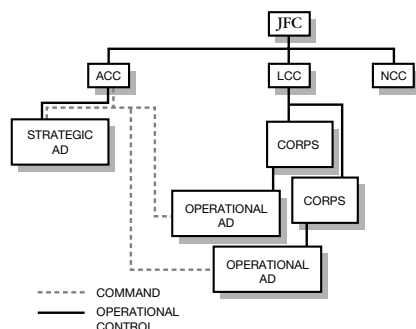 JFC
ACC
LCC
NCC
STRATEGIC
AD
CORPS
CORPS
OPERATIONAL
AD
OPERATIONAL
AD
COMMAND
OPERATIONAL
CONTROL